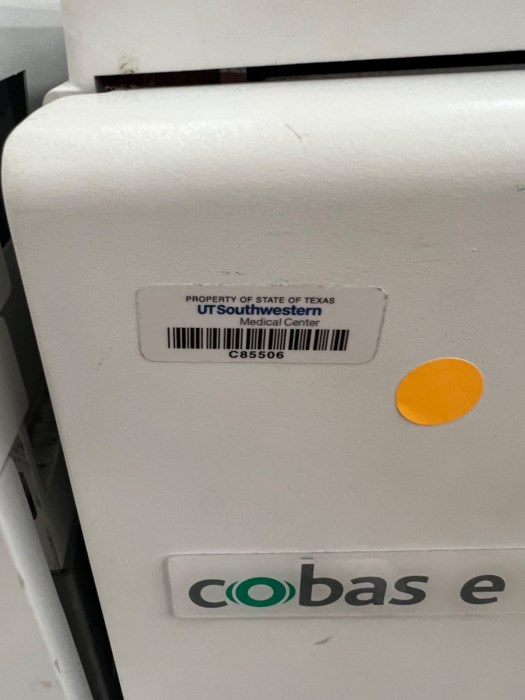 PROPERTY OF STATE OF TEXAS
UTSouthwestern
Medical Center
C85506
cobas e